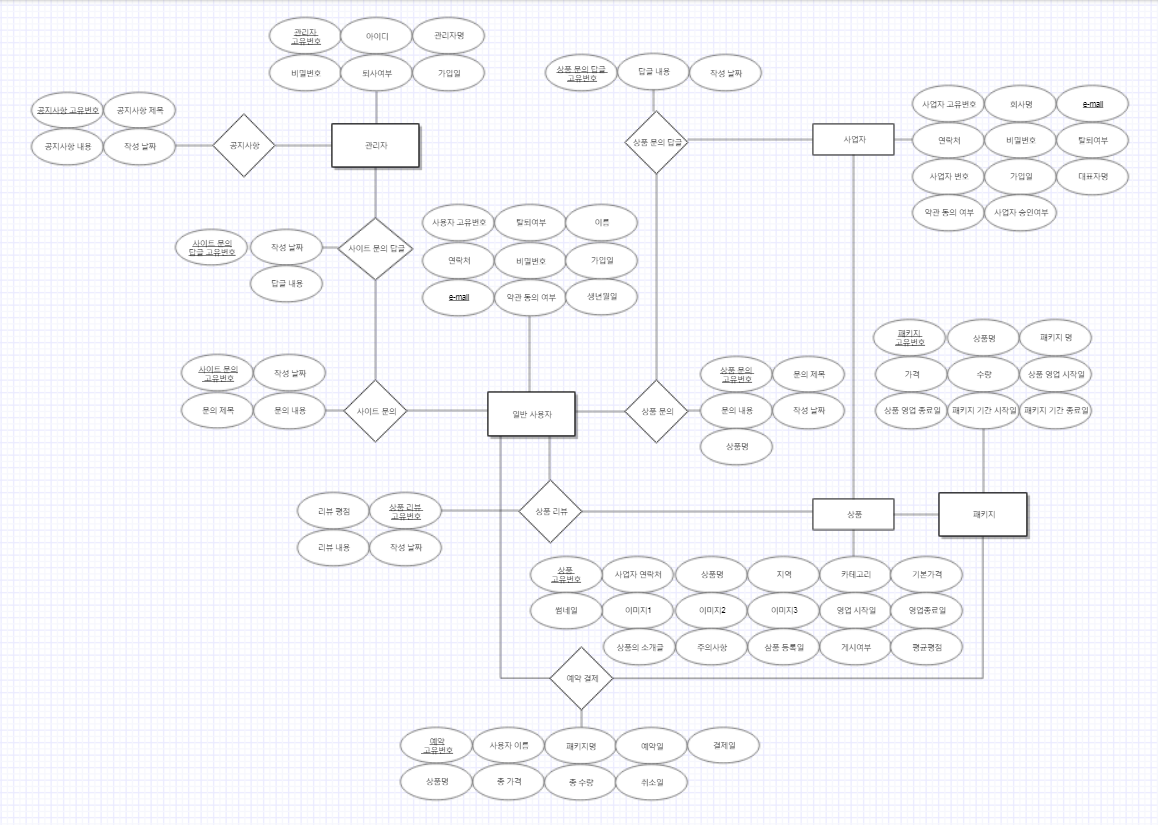 관리자
고유번호
아이디
관리자명
비밀번호
퇴사여부
가입일
공지사항 고유번호
공지사항 제목
공지사항 내용
작성 날짜
공지사항
관리자
상품 문의 답글
고유번호
답글 내용
작성 날짜
상품 문의 답글
사업자
사업자 고유번호
회사명
e-mail
연락처
비밀번호
탈퇴여부
사업자 번호
가입일
대표자명
약관 동의 여부
사업자 승인여부
사이트 문의
답글 고유번호
작성 날짜
답글 내용
사이트 문의 답글
사용자 고유번호
탈퇴여부
이름
연락처
비밀번호
가입일
e-mail
약관 동의 여부
생년월일
사이트 문의
고유번호
작성 날짜
문의 제목
문의 내용
사이트 문의
일반 사용자
상품 문의
상품 문의
고유번호
문의 제목
문의 내용
작성 날짜
상품명
패키지
고유번호
상품명
패키지 명
가격
수량
상품 영업 시작일
상품 영업 종료일
패키지 기간 시작일
패키지 기간 종료일
리뷰 평점
상품 리뷰
고유번호
리뷰 내용
작성 날짜
상품 리뷰
상품
패키지
상품
고유번호
사업자 연락처
상품명
지역
카테고리
기본가격
썸네일
이미지1
이미지2
이미지3
영업 시작일
영업종료일
상품의 소개글
주의사항
상품 등록일
게시여부
평균평점
예약 결제
예약
고유번호
사용자 이름
패키지명
예약일
결제일
상품명
총 가격
총 수량
취소일